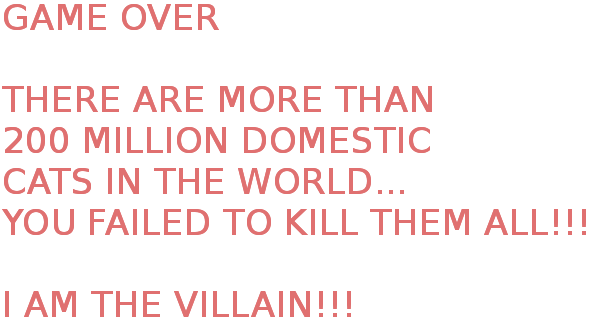 GAME OVER
THERE ARE MORE THAN
200 MILLION DOMESTIC
CATS IN THE WORLD...
YOU FAILED TO KILL THEM ALL!!!
I AM THE VILLAIN!!!